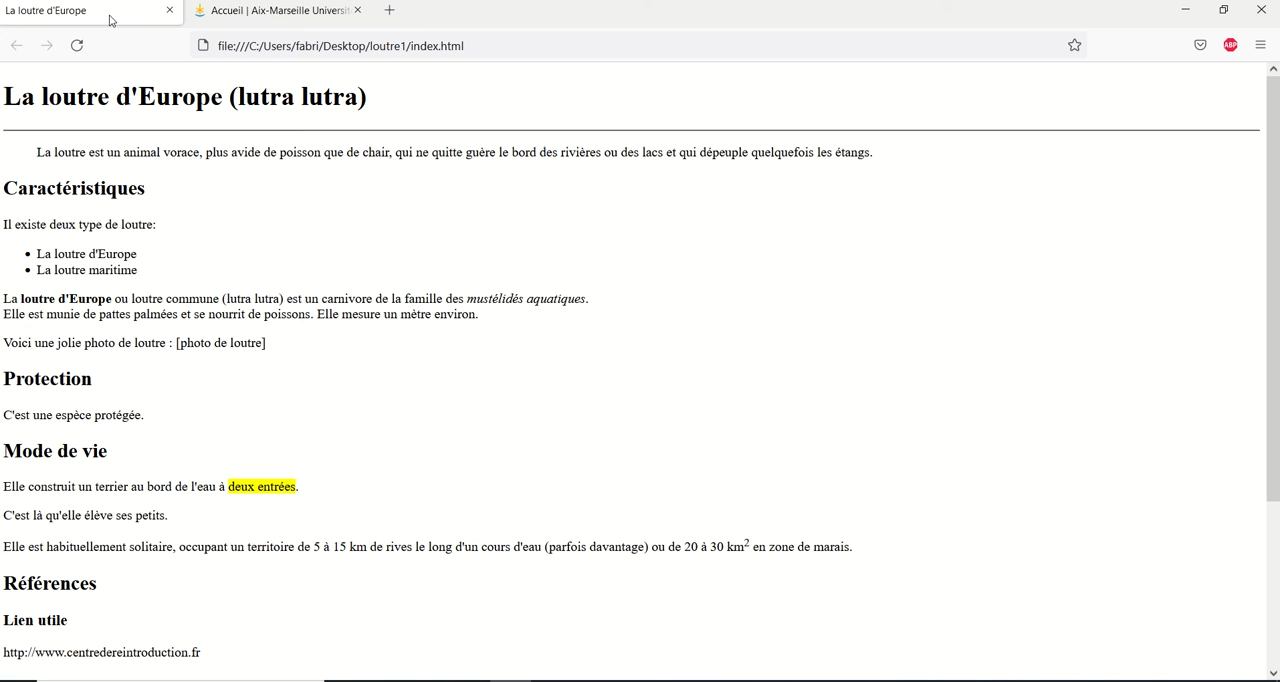 La loutre d'Europe
Accueil | Aix-Marseille Universit
file:///C:/Users/fabri/Desktop/loutre1/index.html
ABP
La loutre d'Europe (lutra lutra)
La loutre est un animal vorace, plus avide de poisson que de chair, qui ne quitte guère le bord des rivières ou des lacs et qui dépeuple quelquefois les étangs.
Caractéristiques
Il existe deux type de loutre:
• La loutre d'Europe
• La loutre maritime
La loutre d'Europe ou loutre commune (lutra lutra) est un carnivore de la famille des mustélidés aquatiques.
Elle est munie de pattes palmées et se nourrit de poissons. Elle mesure un mètre environ.
Voici une jolie photo de loutre : [photo de loutre]
Protection
C'est une espèce protégée.
Mode de vie
Elle construit un terrier au bord de l'eau à deux entrées.
C'est là qu'elle élève ses petits.
Elle est habituellement solitaire, occupant un territoire de 5 à 15 km de rives le long d'un cours d'eau (parfois davantage) ou de 20 à 30 km² en zone de marais.
Références
Lien utile
http://www.centredereintroduction.fr